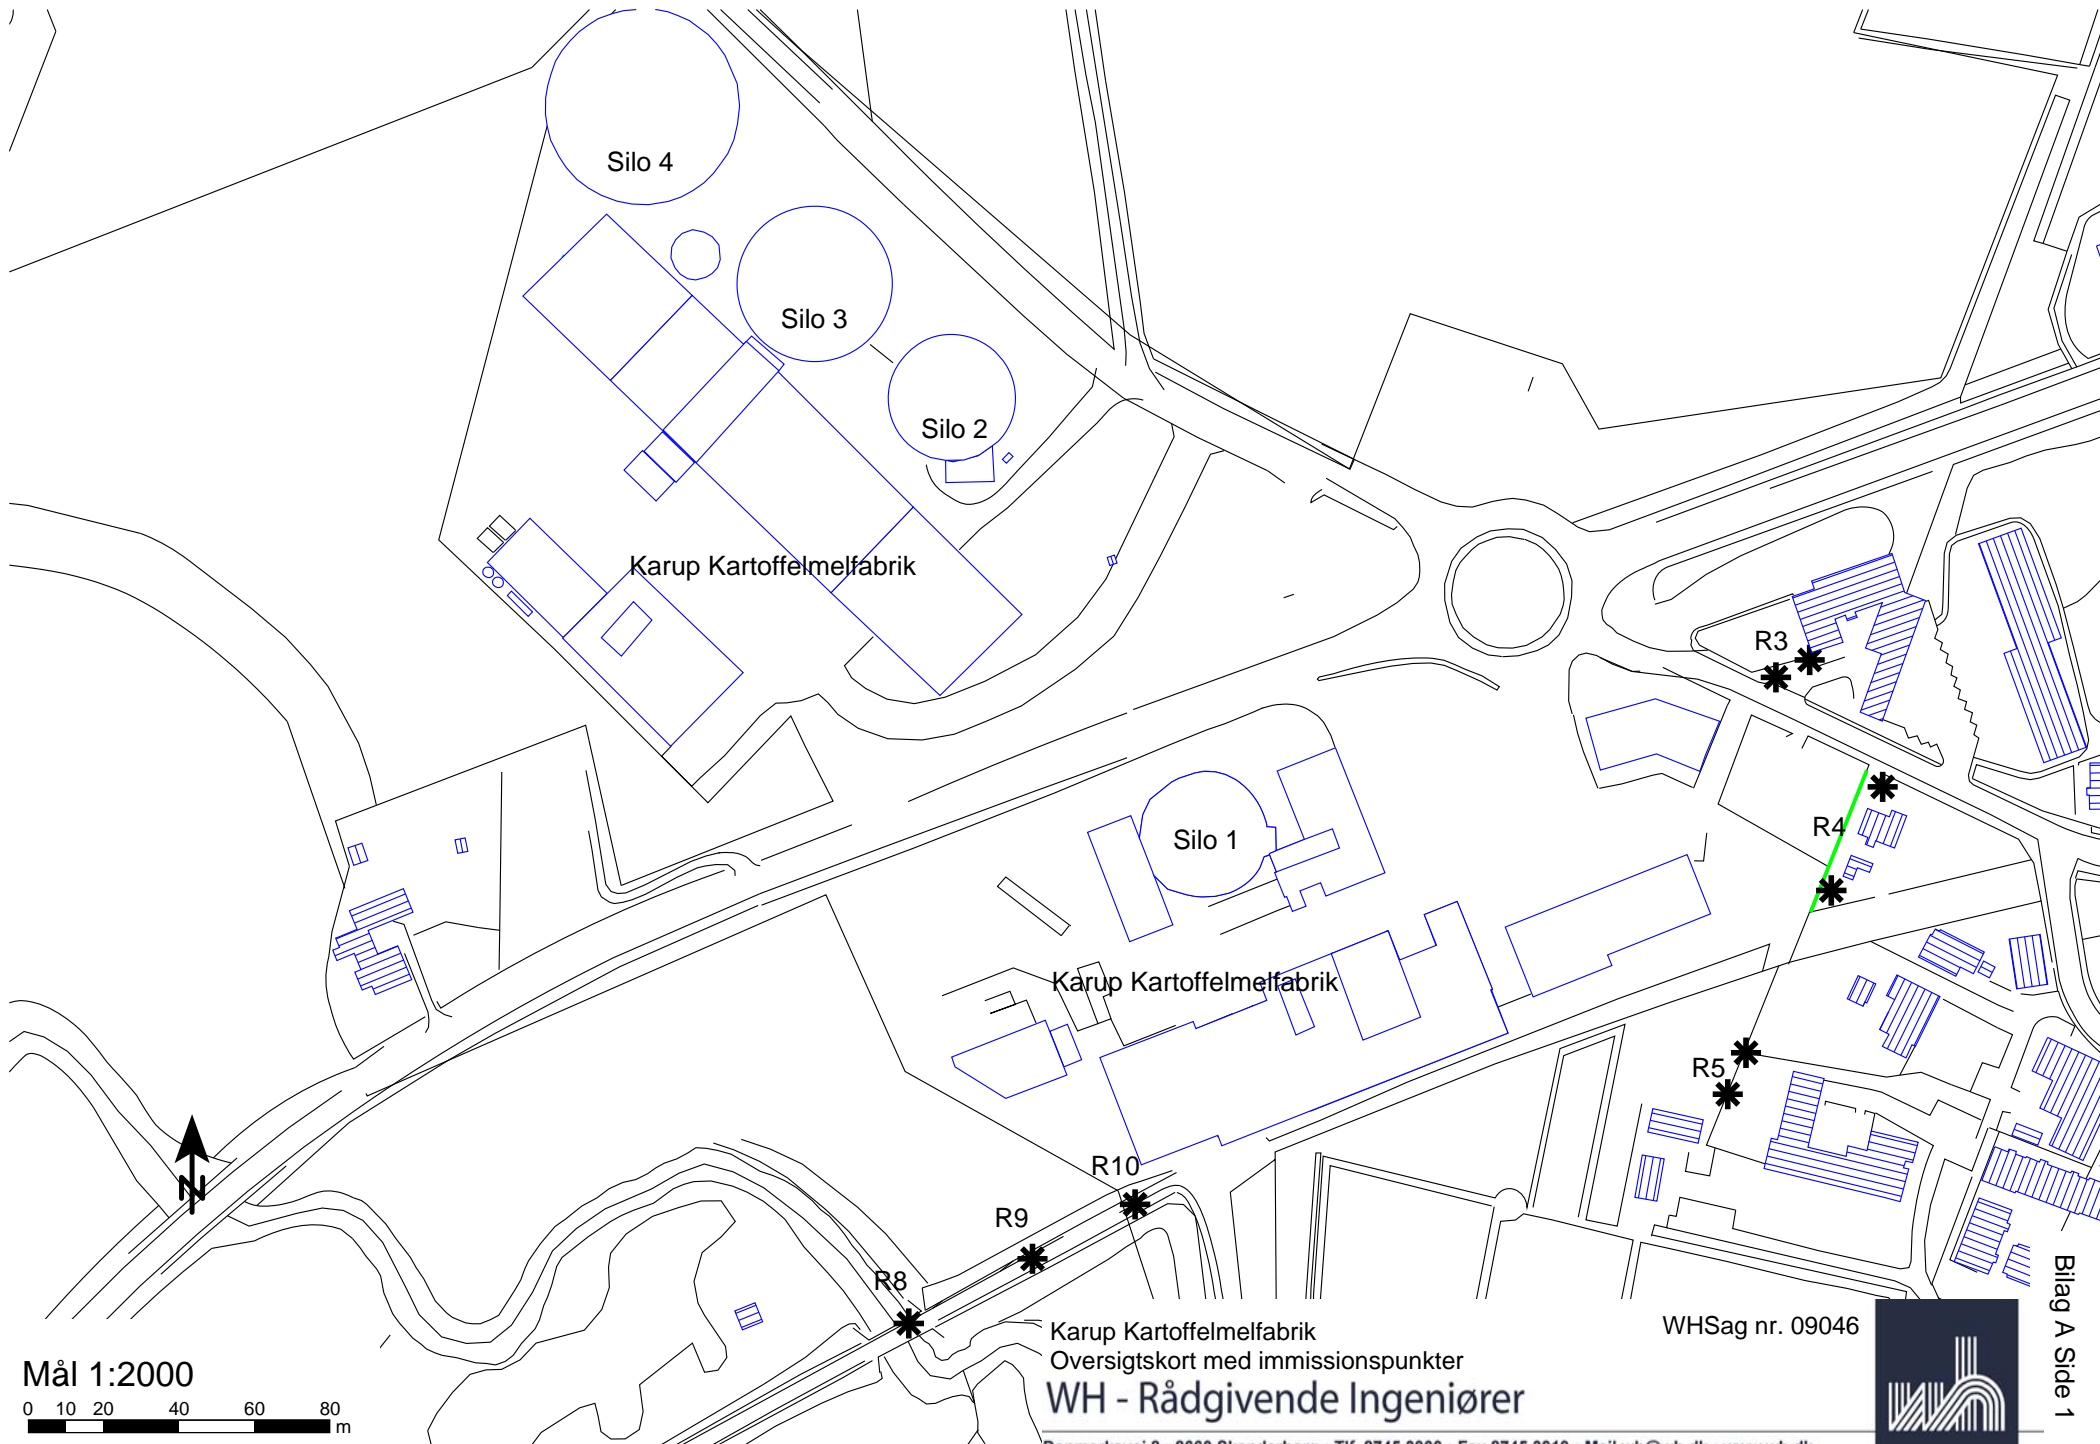 Silo 4
Silo 3
Silo 2
Karup Kartoffelmelfabrik
R3
R4
Silo 1
Karup Kartoffelmelfabrik
R5
R10
R9
R8
N
Mål 1:2000
0 10 20 40 60 80
m
Karup Kartoffelmelfabrik
Oversigtskort med immissionspunkter
WHSag nr. 09046
WH - Rådgivende Ingeniører
Bilag A Side 1